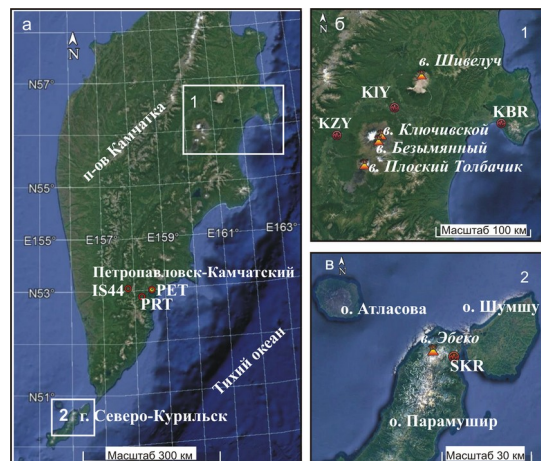 а
N
N57°
1
п-ов Камчатка
N55°
E155°
E157°
E159°
E161°
E163°
Петропавловск-Камчатский
IS44
PET
N53°
PRT
Тихий океан
N51°
2
г. Северо-Курильск
Масштаб 300 км
б
1
N
в. Шивелуч
KIY
KBR
KZY
в. Ключивской
в. Безымянный
в. Плоский Толбачик
Масштаб 100 км
в
2
N
о. Атласова
о. Шумшу
в. Эбеко
SKR
о. Парамушир
Масштаб 30 км